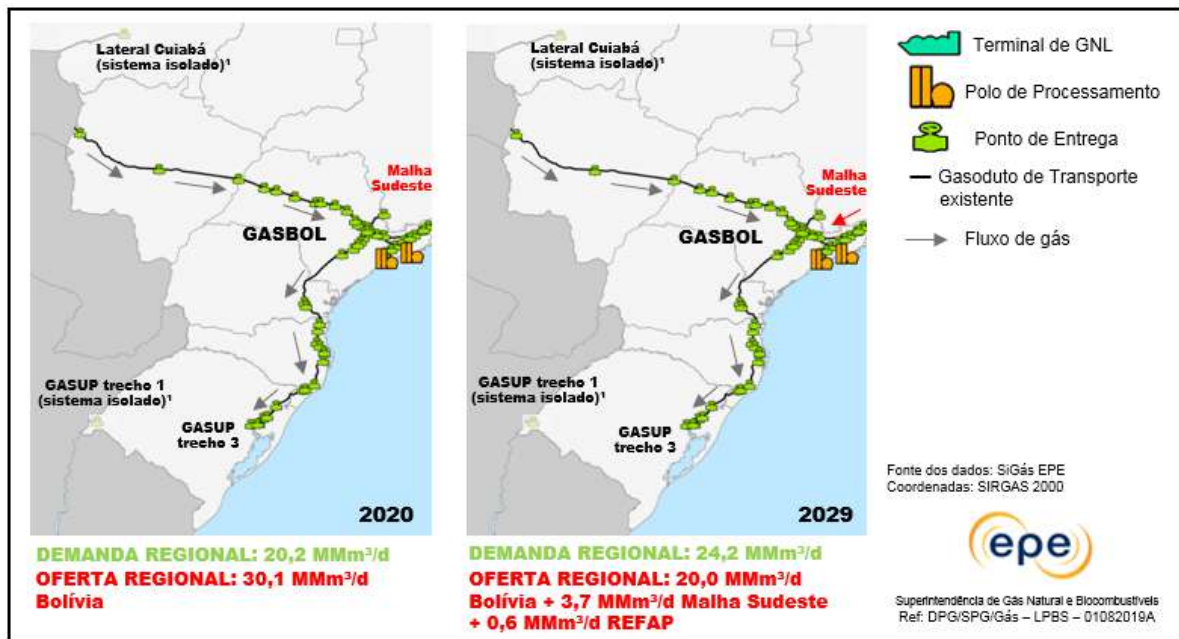 Lateral Cuiabá
(sistema isolado)¹
Malha
Sudeste
GASBOL
GASUP trecho 1
(sistema isolado)¹
GASUP
trecho 3
2020
DEMANDA REGIONAL: 20,2 MMm³/d
OFERTA REGIONAL: 30,1 MMm³/d
Bolívia
Lateral Cuiabá
(sistema isolado)¹
Malha
Sudeste
GASBOL
GASUP trecho 1
(sistema isolado)¹
GASUP
trecho 3
2029
DEMANDA REGIONAL: 24,2 MMm³/d
OFERTA REGIONAL: 20,0 MMm³/d
Bolívia + 3,7 MMm³/d Malha Sudeste
+ 0,6 MMm³/d REFAP
Terminal de GNL
Polo de Processamento
Ponto de Entrega
Gasoduto de Transporte
existente
Fluxo de gás
Fonte dos dados: SiGás EPE
Coordenadas: SIRGAS 2000
epe
Superintendência de Gás Natural e Biocombustíveis
Ref: DPG/SPG/Gás – LPBS – 01082019A